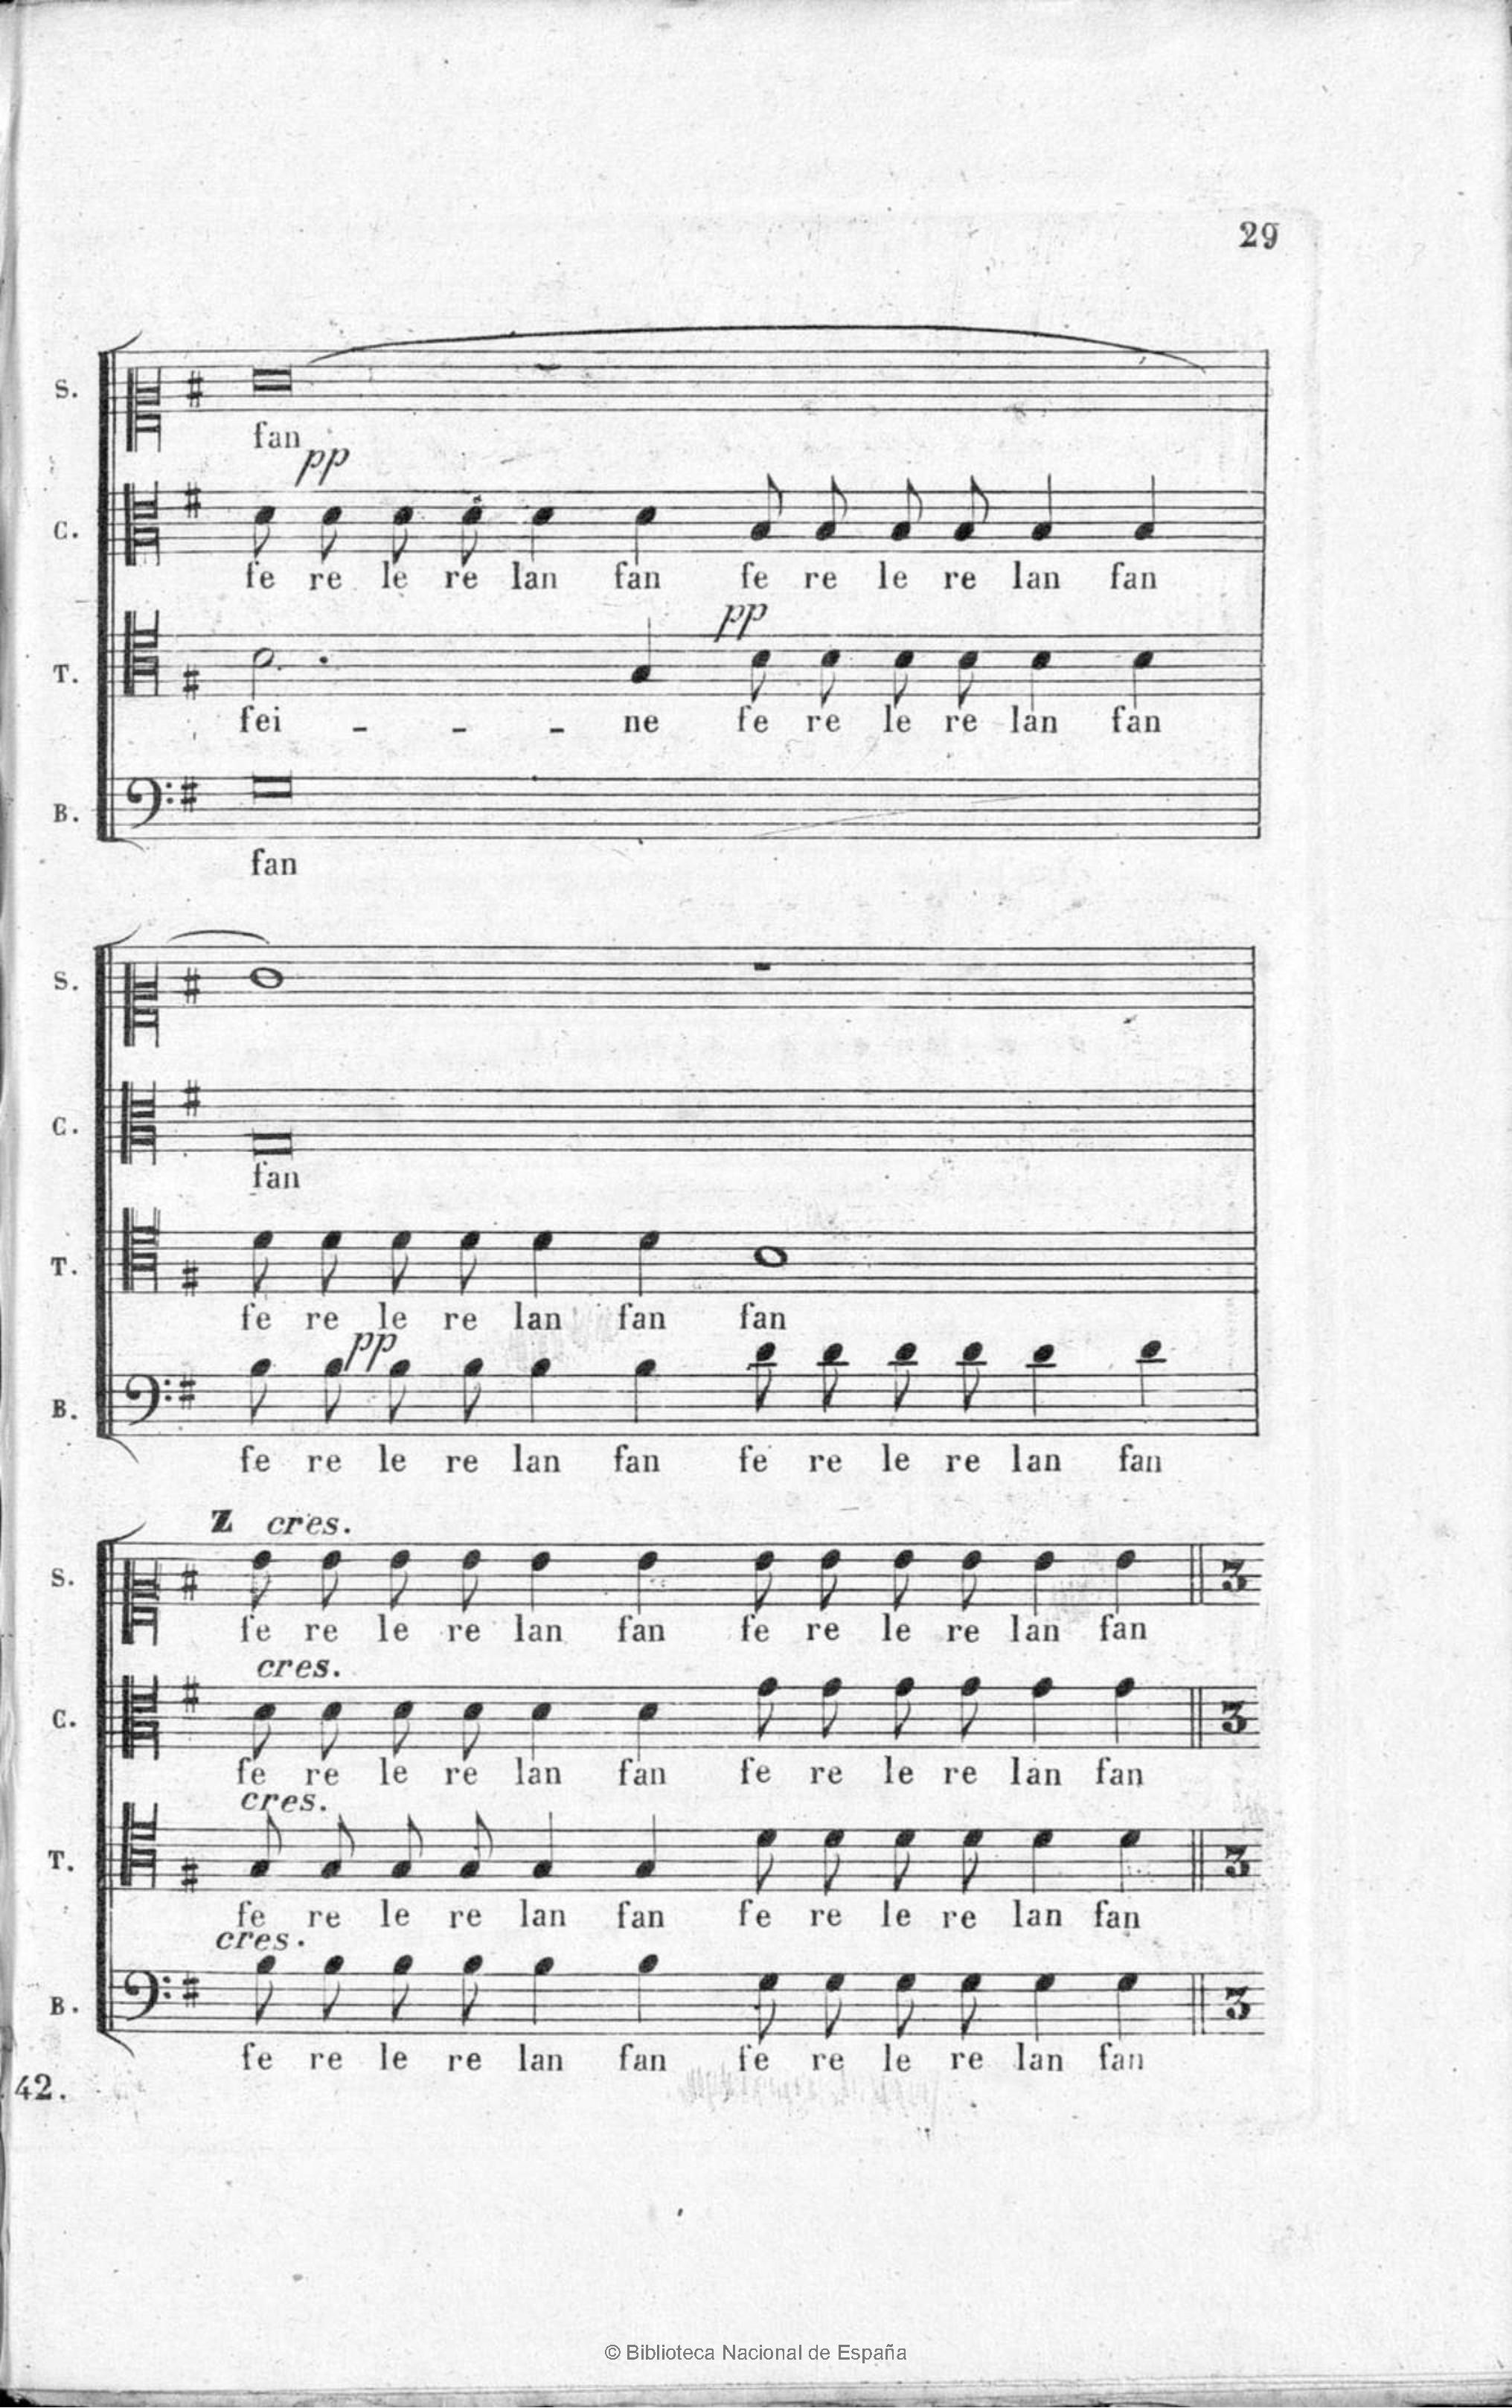 29
S.
fan
pp
C.
fe re le re lan fan fe re le re lan fan
pp
T.
fei - - - ne fe re le re lan fan
B.
fan
S.
C.
fan
T.
fe re le re lan fan fan
pp
B.
fe re le re lan fan fe re le re lan fan
Z cres.
S. 3
fe re le re lan fan fe re le re lan fan
cres.
C. 3
fe re le re lan fan fe re le re lan fan
cres.
T. 3
fe re le re lan fan fe re le re lan fan
cres.
B. 3
fe re le re lan fan fe re le re lan fan
42.
© Biblioteca Nacional de España